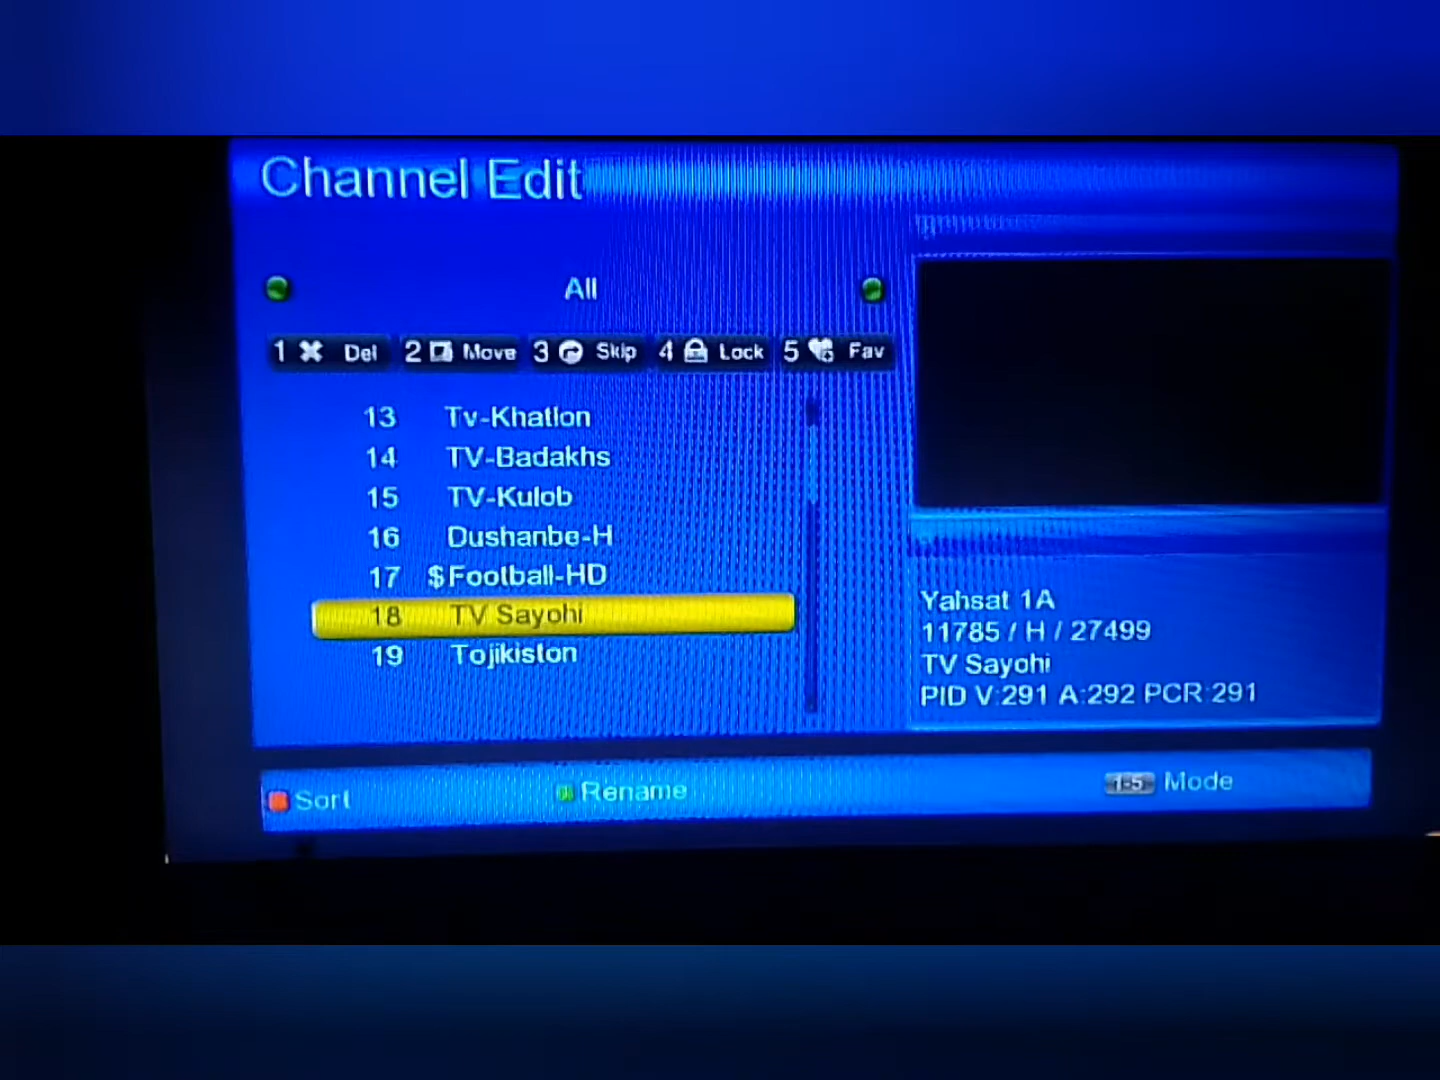 Channel Edit
All
1 Del 2 Move 3 Skip 4 Lock 5 Fav
13 Tv-Khatlon
14 TV-Badakhs
15 TV-Kulob
16 Dushanbe-H
17 $Football-HD
18 TV Sayohi
19 Tojikiston
Yahsat 1A
11785 / H / 27499
TV Sayohi
PID V:291 A:292 PCR:291
Sort Rename 1-5 Mode